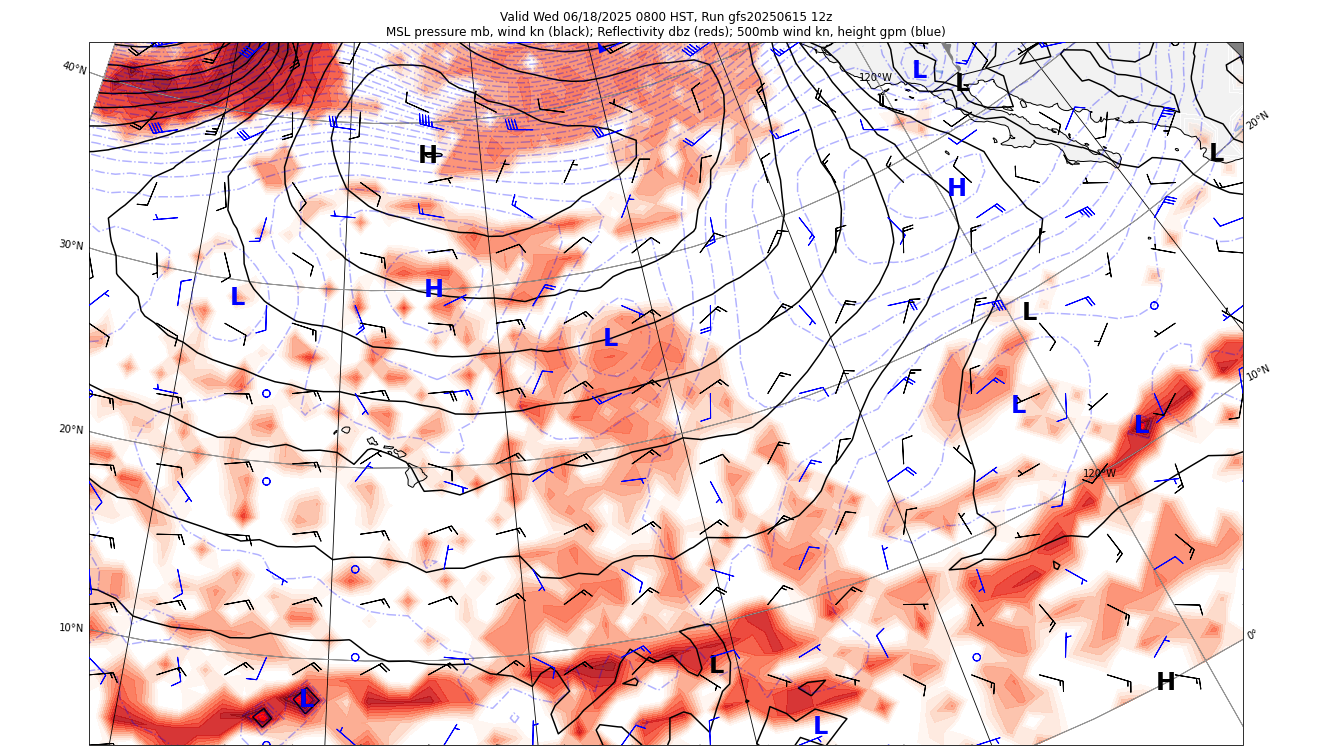 Valid Wed 06/18/2025 0800 HST, Run gfs20250615 12z
MSL pressure mb, wind kn (black); Reflectivity dbz (reds); 500mb wind kn, height gpm (blue)
40°N
120°W
L
L
20°N
H
L
H
30°N
L
H
L
L
10°N
L
L
20°N
120°W
10°N
0°
L
H
L
L